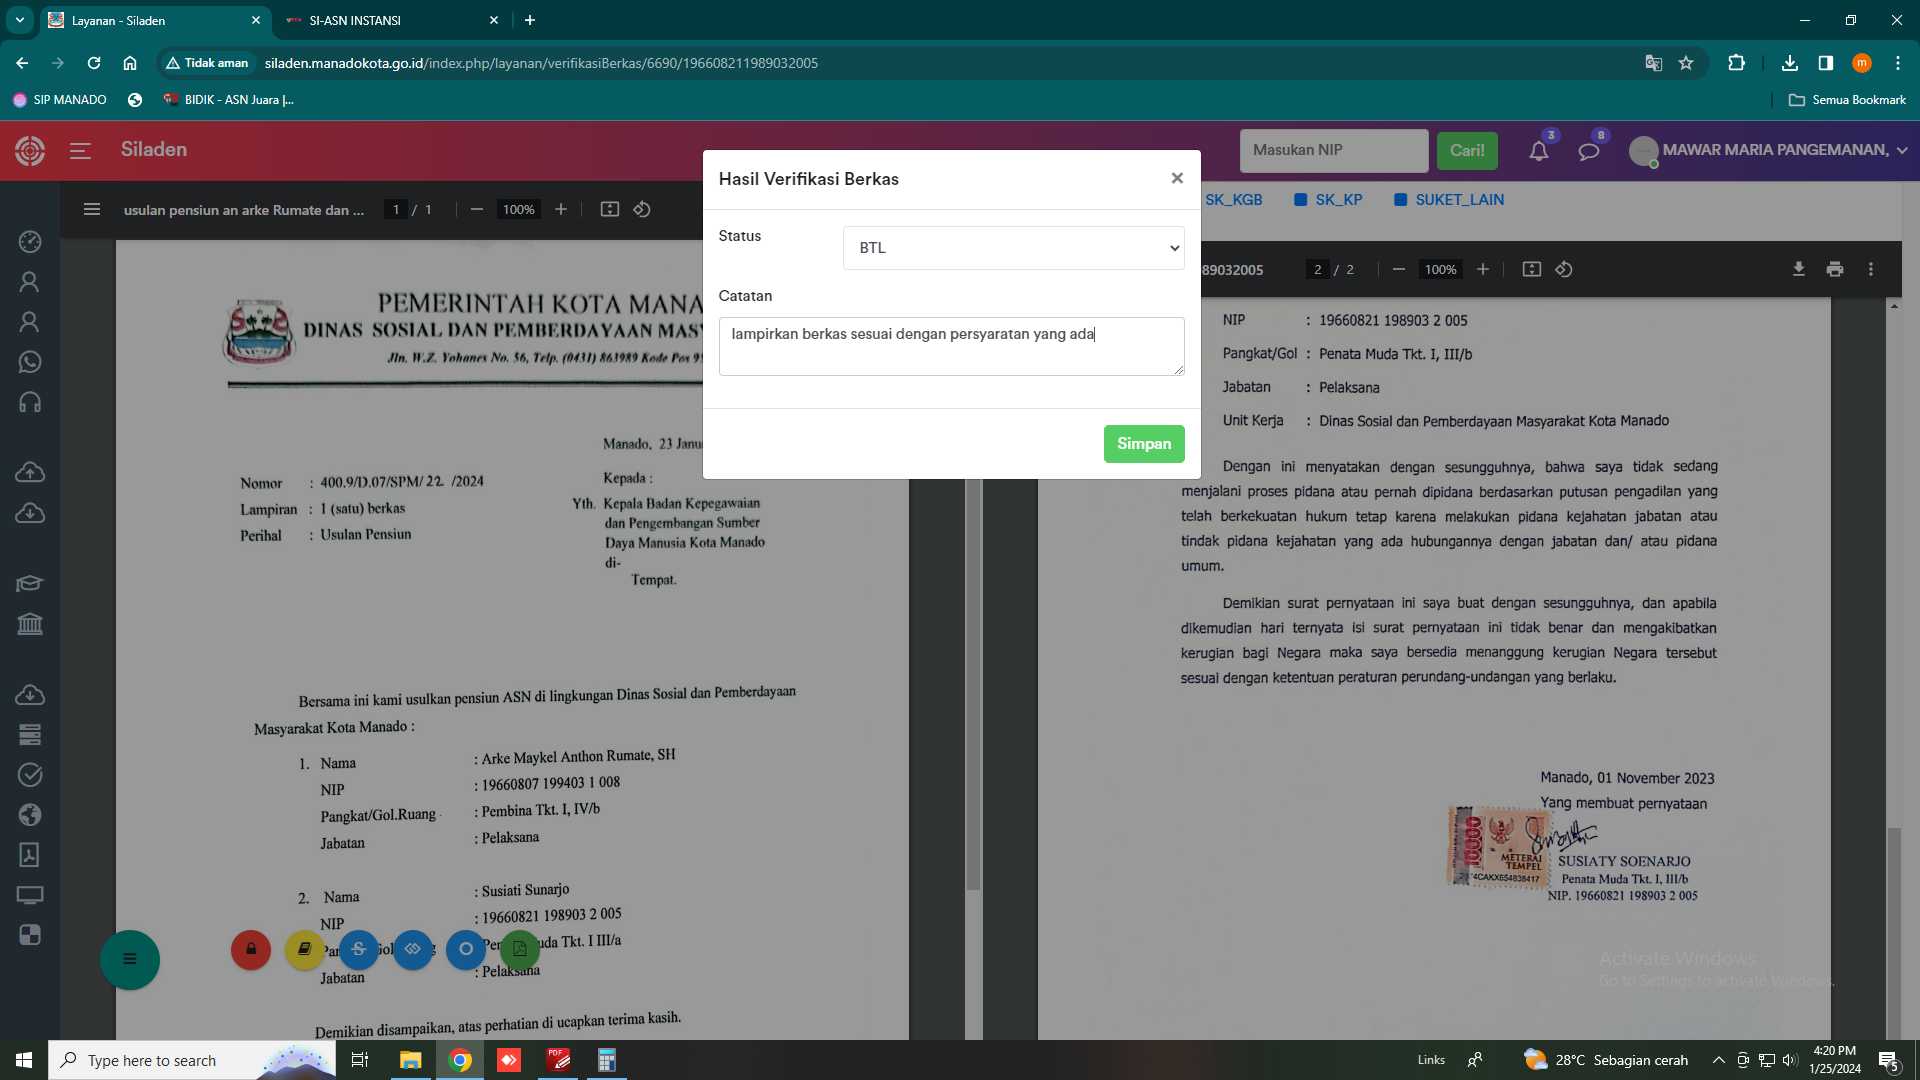 Layanan - Siladen
SI-ASN INSTANSI
Tidak aman
siladen.manadokota.go.id/index.php/layanan/verifikasiBerkas/6690/196608211989032005
m
SIP MANADO
BIDIK - ASN Juara |...
Semua Bookmark
Siladen
Masukan NIP
Cari!
3
8
MAWAR MARIA PANGEMANAN,
usulan pensiun an arke Rumate dan ...
1 / 1
100%
Hasil Verifikasi Berkas
×
Status
BTL
Catatan
lampirkan berkas sesuai dengan persyaratan yang ada
Simpan
SK_KGB
SK_KP
SUKET_LAIN
89032005
2 / 2
100%
PEMERINTAH KOTA MANA
DINAS SOSIAL DAN PEMBERDAYAAN MASY
Jln. W.Z. Yohanes No. 56, Telp. (0431) 863989 Kode Pos 9
Manado, 23 Janu
Nomor : 400.9/D.07/SPM/ 22 /2024
Lampiran : 1 (satu) berkas
Perihal : Usulan Pensiun
Kepada :
Yth. Kepala Badan Kepegawaian
dan Pengembangan Sumber
Daya Manusia Kota Manado
di-
Tempat.
Bersama ini kami usulkan pensiun ASN di lingkungan Dinas Sosial dan Pemberdayaan
Masyarakat Kota Manado :
1. Nama : Arke Maykel Anthon Rumate, SH
NIP : 19660807 199403 1 008
Pangkat/Gol.Ruang : Pembina Tkt. I, IV/b
Jabatan : Pelaksana
2. Nama : Susiati Sunarjo
NIP : 19660821 198903 2 005
uda Tkt. I III/a
Jabatan : Pelaksana
Demikian disampaikan, atas perhatian di ucapkan terima kasih.
NIP : 19660821 198903 2 005
Pangkat/Gol : Penata Muda Tkt. I, III/b
Jabatan : Pelaksana
Unit Kerja : Dinas Sosial dan Pemberdayaan Masyarakat Kota Manado
Dengan ini menyatakan dengan sesungguhnya, bahwa saya tidak sedang
menjalani proses pidana atau pernah dipidana berdasarkan putusan pengadilan yang
telah berkekuatan hukum tetap karena melakukan pidana kejahatan jabatan atau
tindak pidana kejahatan yang ada hubungannya dengan jabatan dan/ atau pidana
umum.
Demikian surat pernyataan ini saya buat dengan sesungguhnya, dan apabila
dikemudian hari ternyata isi surat pernyataan ini tidak benar dan mengakibatkan
kerugian bagi Negara maka saya bersedia menanggung kerugian Negara tersebut
sesuai dengan ketentuan peraturan perundang-undangan yang berlaku.
Manado, 01 November 2023
Yang membuat pernyataan
10000
METERAI
TEMPEL
SUSIATY SOENARJO
Penata Muda Tkt. I, III/b
NIP. 19660821 198903 2 005
Activate Windows
Go to Settings to activate Windows.
Type here to search
Links
28°C Sebagian cerah
4:20 PM
1/25/2024
5